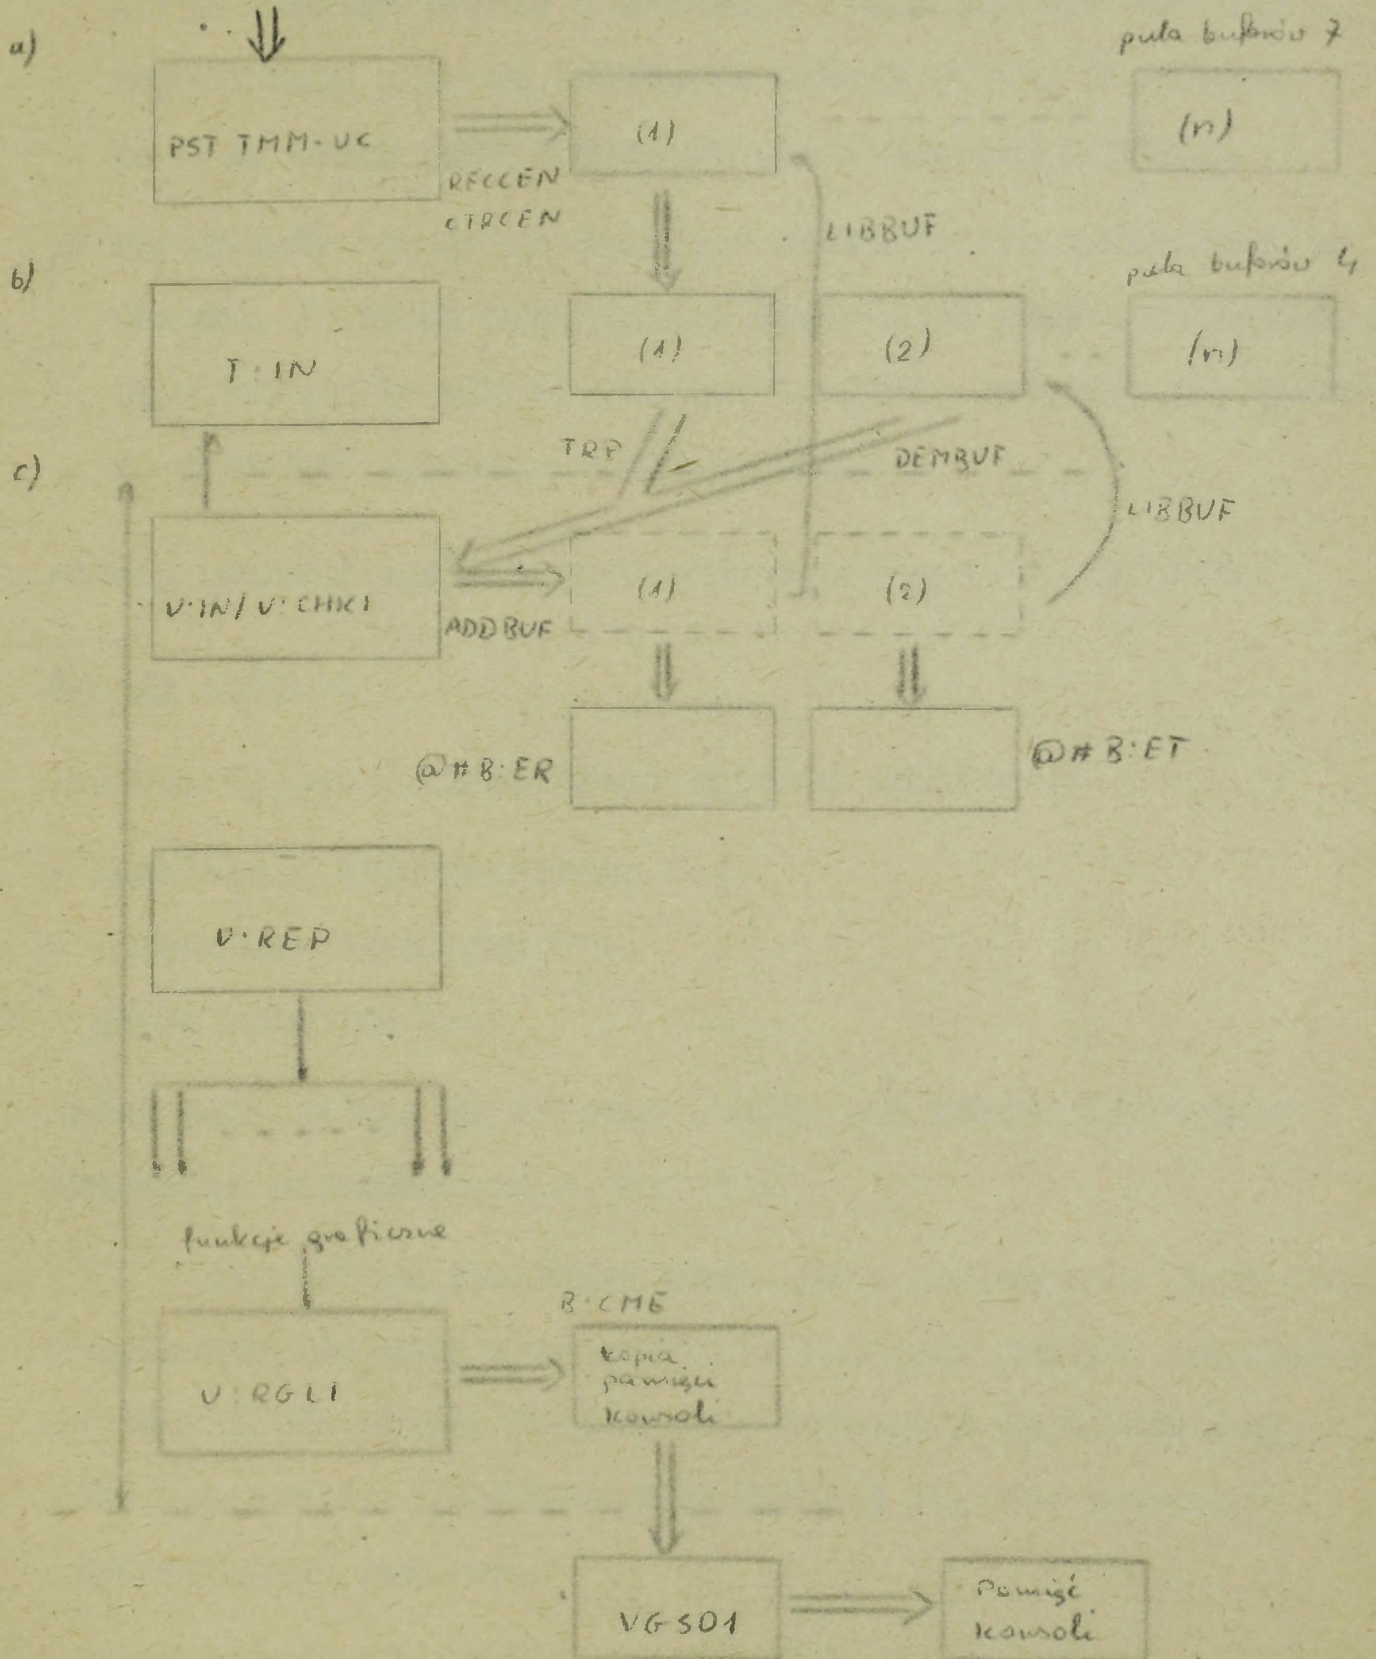 a)
pula buforów 7
PST TMM-UC
(1)
(n)
RECCEN
CTRCEN
LIBBUF
b)
pula buforów 4
T:IN
(1)
(2)
(n)
TRP
DEMBUF
c)
LIBBUF
V:IN/V:CHKI
(1)
(2)
ADDBUF
@#B:ER
@#B:ET
V:REP
funkcje graficzne
B:CME
V:RGLI
kopia
pamięci
konsoli
VGSO1
Pamięć
konsoli